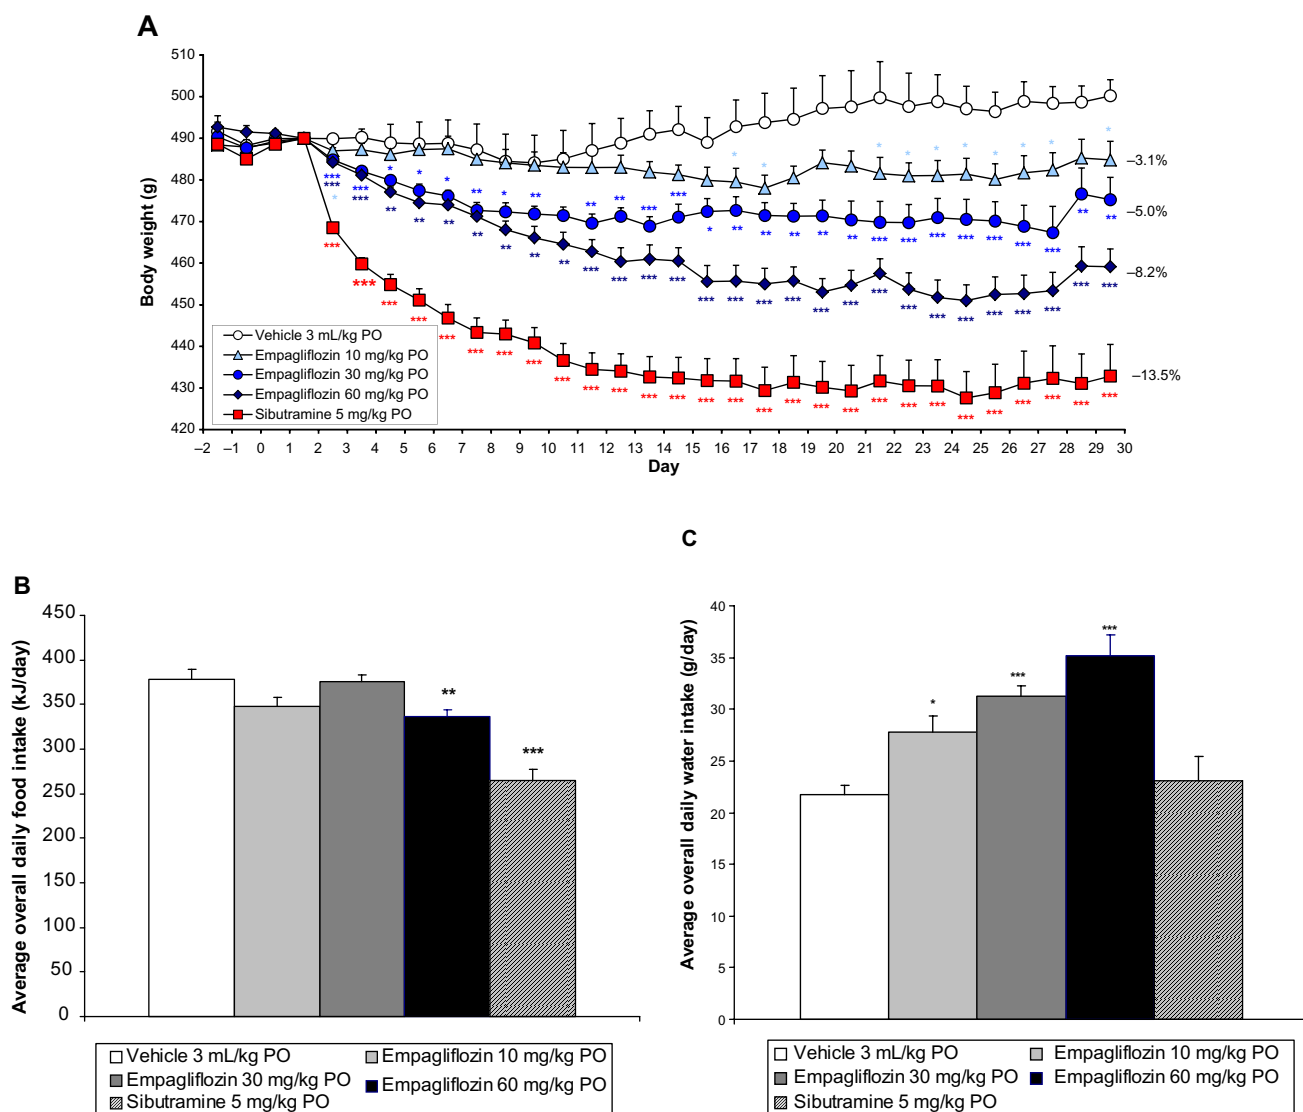 A
Body weight (g)
510
500
490
480
470
460
450
440
430
420
–3.1%
–5.0%
–8.2%
–13.5%
Vehicle 3 mL/kg PO
Empagliflozin 10 mg/kg PO
Empagliflozin 30 mg/kg PO
Empagliflozin 60 mg/kg PO
Sibutramine 5 mg/kg PO
–2 –1 0 1 2 3 4 5 6 7 8 9 10 11 12 13 14 15 16 17 18 19 20 21 22 23 24 25 26 27 28 29 30
Day
B
Average overall daily food intake (kJ/day)
450
400
350
300
250
200
150
100
50
0
**
***
Vehicle 3 mL/kg PO
Empagliflozin 10 mg/kg PO
Empagliflozin 30 mg/kg PO
Empagliflozin 60 mg/kg PO
Sibutramine 5 mg/kg PO
C
Average overall daily water intake (g/day)
40
35
30
25
20
15
10
5
0
*
***
***
Vehicle 3 mL/kg PO
Empagliflozin 10 mg/kg PO
Empagliflozin 30 mg/kg PO
Empagliflozin 60 mg/kg PO
Sibutramine 5 mg/kg PO